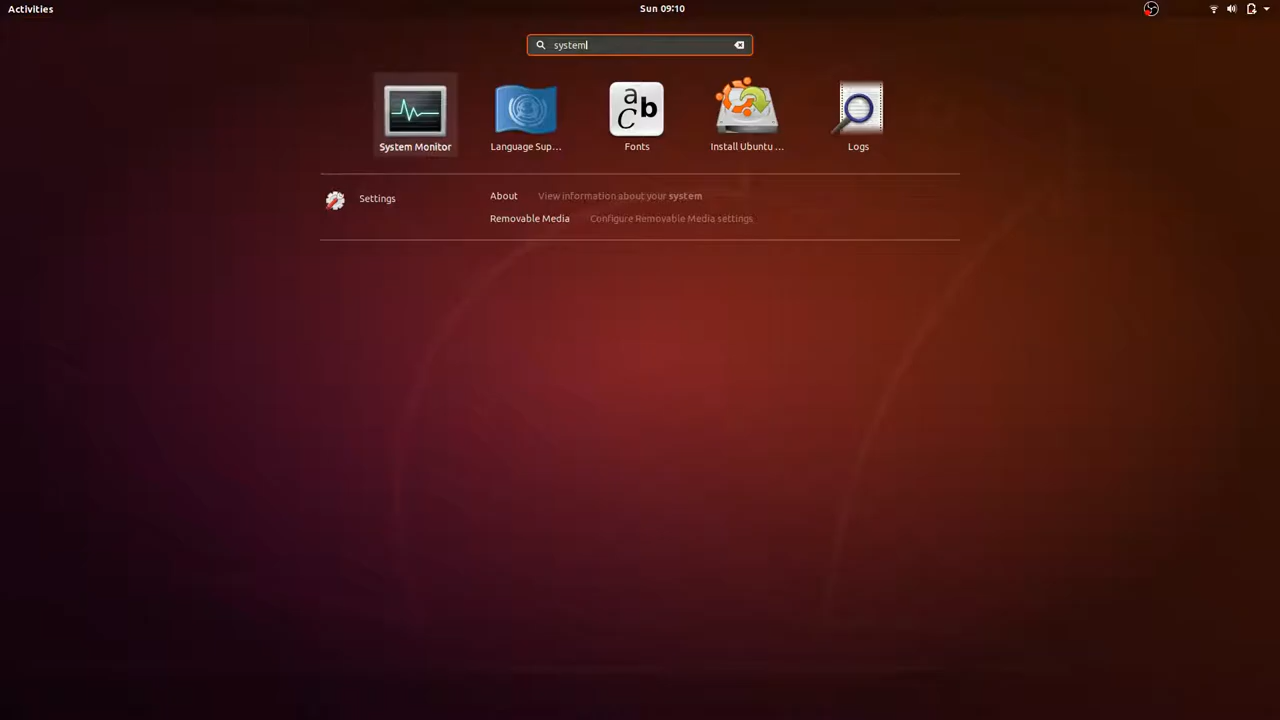 Activities
Sun 09:10
system
System Monitor
Language Sup...
Fonts
Install Ubuntu ...
Logs
Settings
About View information about your system
Removable Media Configure Removable Media settings